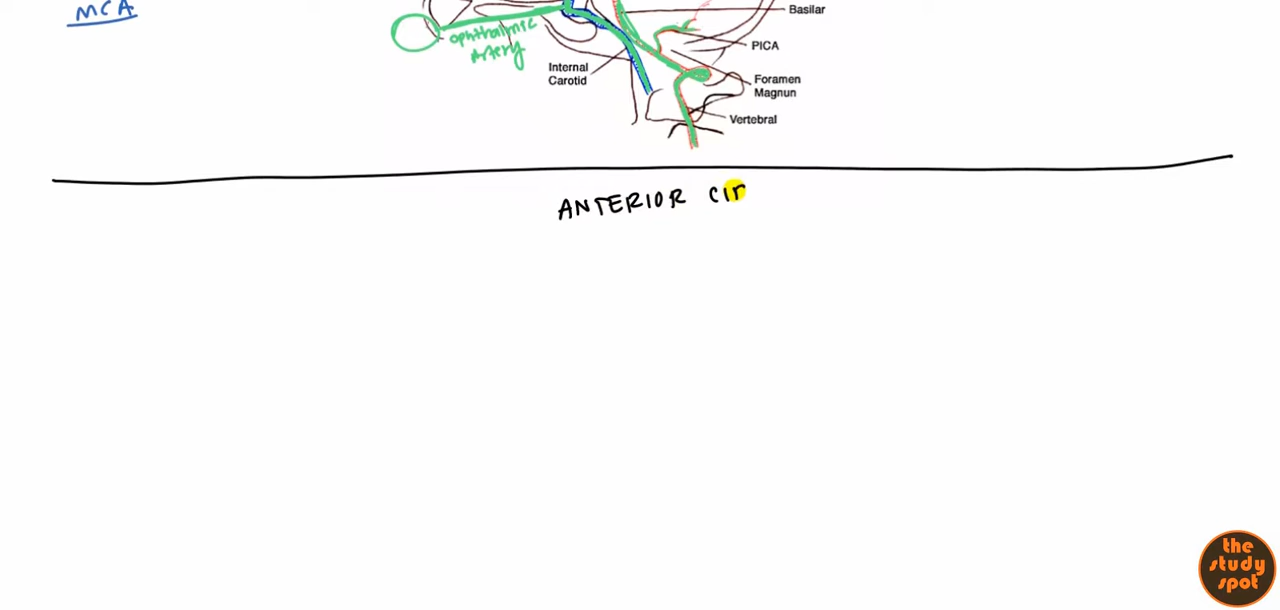 MCA
Basilar
ophthalmic
Artery
PICA
Internal
Carotid
Foramen
Magnun
Vertebral
ANTERIOR CIr
the
study
spot